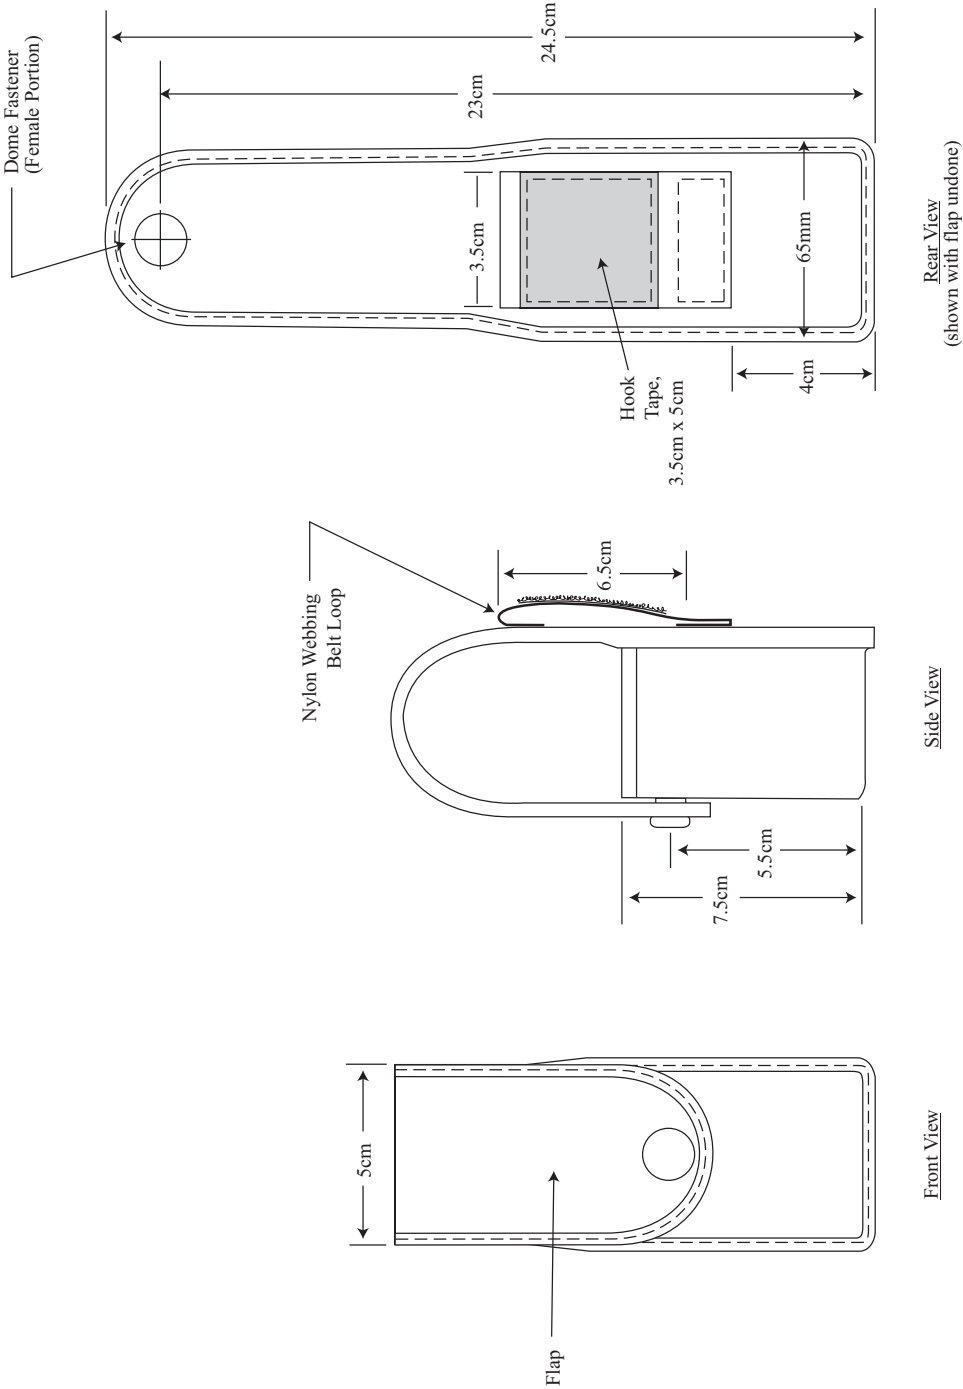 Dome Fastener
(Female Portion)
24.5cm
23cm
3.5cm
65mm
Hook
Tape,
3.5cm x 5cm
4cm
Rear View
(shown with flap undone)
Nylon Webbing
Belt Loop
6.5cm
5.5cm
7.5cm
Side View
5cm
Flap
Front View